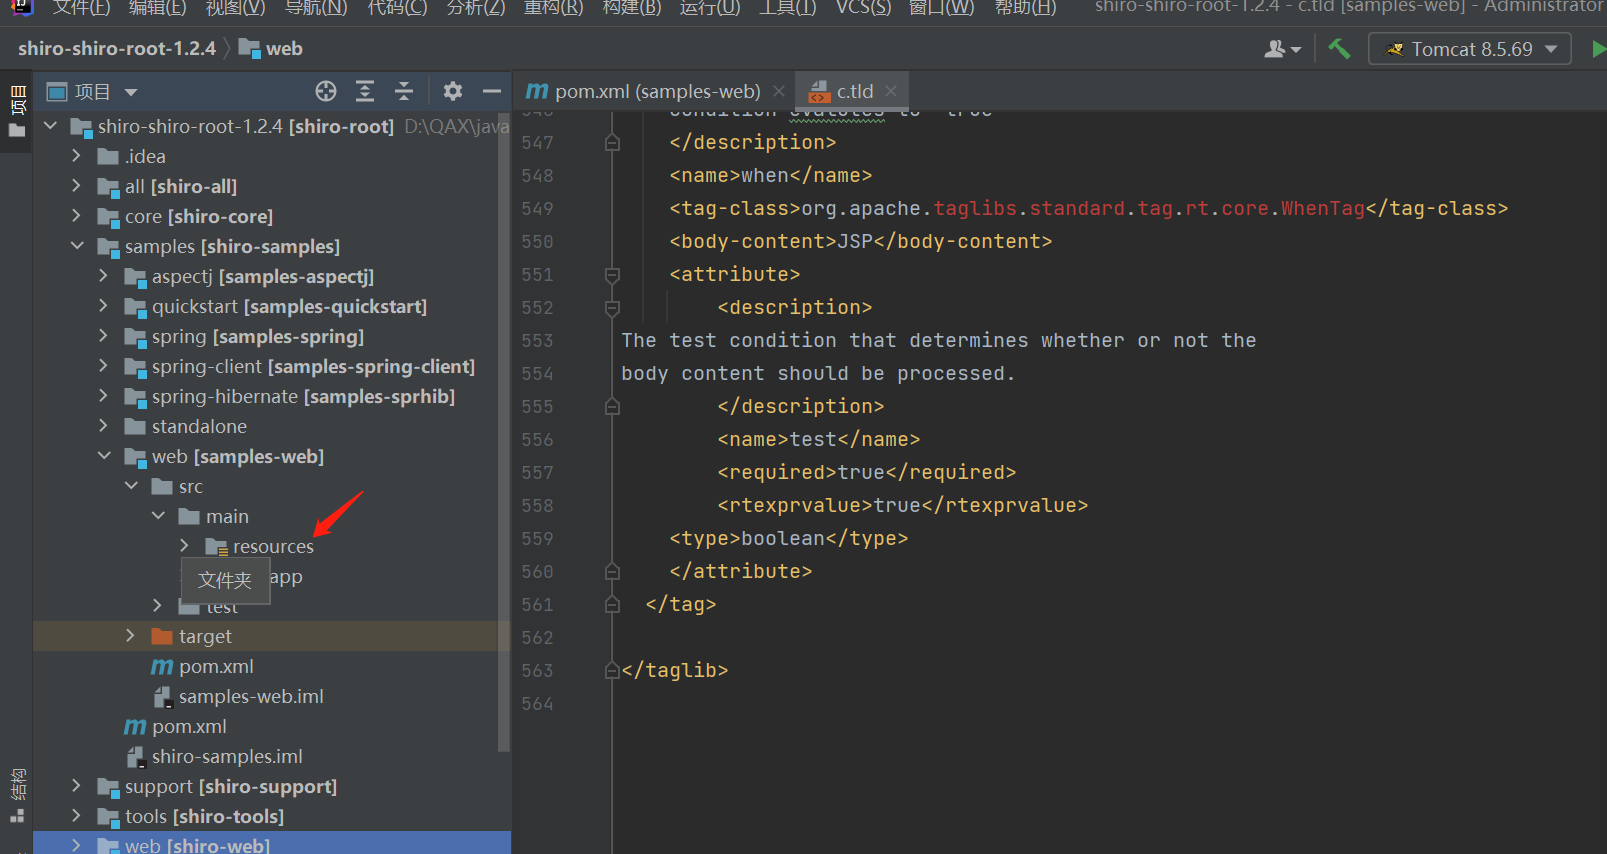 文件(F) 编辑(E) 视图(V) 导航(N) 代码(C) 分析(Z) 重构(R) 构建(B) 运行(U) 工具(T) VCS(S) 窗口(W) 帮助(H) shiro-shiro-root-1.2.4 - c.tld [samples-web] - Administrator
shiro-shiro-root-1.2.4 web
Tomcat 8.5.69
项目
项目
结构
shiro-shiro-root-1.2.4 [shiro-root] D:\QAX\java
.idea
all [shiro-all]
core [shiro-core]
samples [shiro-samples]
aspectj [samples-aspectj]
quickstart [samples-quickstart]
spring [samples-spring]
spring-client [samples-spring-client]
spring-hibernate [samples-sprhib]
standalone
web [samples-web]
src
main
resources
文件夹
app
test
target
pom.xml
samples-web.iml
pom.xml
shiro-samples.iml
support [shiro-support]
tools [shiro-tools]
web [shiro-web]
pom.xml (samples-web) c.tld
546 condition evalutes to 'true'
547 </description>
548 <name>when</name>
549 <tag-class>org.apache.taglibs.standard.tag.rt.core.WhenTag</tag-class>
550 <body-content>JSP</body-content>
551 <attribute>
552 <description>
553 The test condition that determines whether or not the
554 body content should be processed.
555 </description>
556 <name>test</name>
557 <required>true</required>
558 <rtexprvalue>true</rtexprvalue>
559 <type>boolean</type>
560 </attribute>
561 </tag>
562
563 </taglib>
564